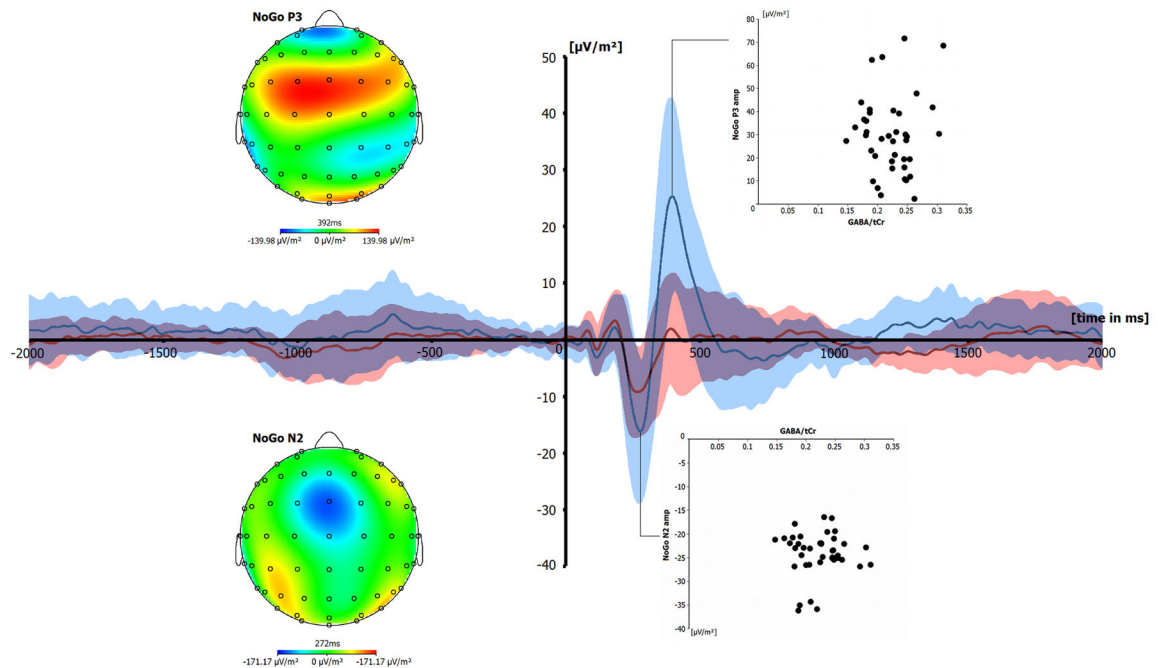 NoGo P3
392ms
-139.98 µV/m² 0 µV/m² 139.98 µV/m²
[µV/m²]
50
40
30
20
10
0
-10
-20
-30
-40
-2000 -1500 -1000 -500 500 1000 1500 2000
[time in ms]
[µV/m²]
NoGo P3 amp
80
70
60
50
40
30
20
10
0
0.05 0.1 0.15 0.2 0.25 0.3 0.35
GABA/tCr
NoGo N2
272ms
-171.17 µV/m² 0 µV/m² -171.17 µV/m²
GABA/tCr
0.05 0.1 0.15 0.2 0.25 0.3 0.35
NoGo N2 amp
0
-5
-10
-15
-20
-25
-30
-35
-40
[µV/m²]